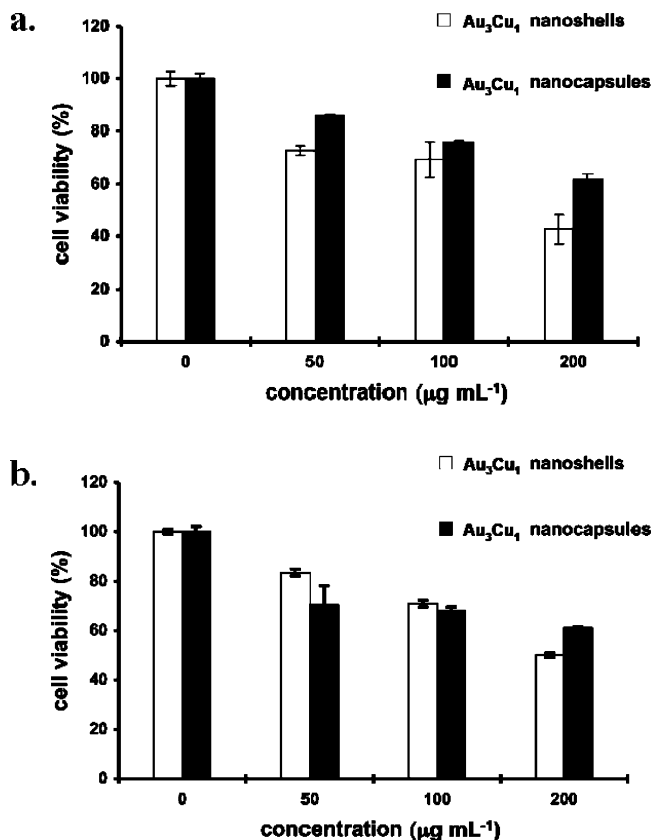 a.
Au₃Cu₁ nanoshells
Au₃Cu₁ nanocapsules
120
100
80
60
40
20
0
cell viability (%)
0 50 100 200
concentration (μg mL⁻¹)
b.
Au₃Cu₁ nanoshells
Au₃Cu₁ nanocapsules
120
100
80
60
40
20
0
cell viability (%)
0 50 100 200
concentration (μg mL⁻¹)